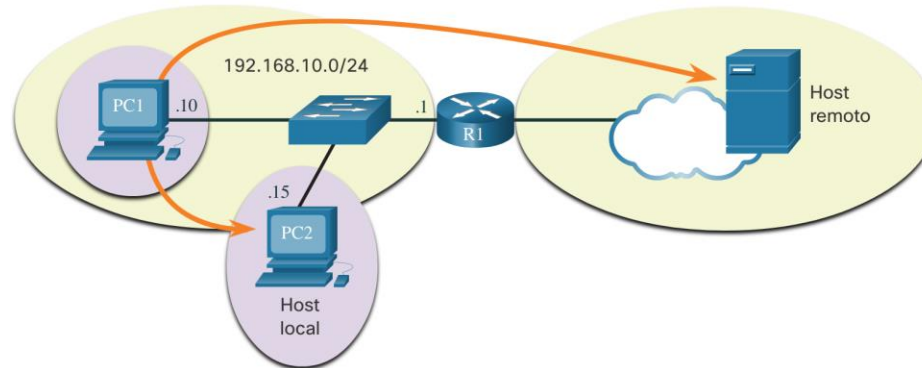 192.168.10.0/24
PC1
.10
.1
R1
Host
remoto
.15
PC2
Host
local